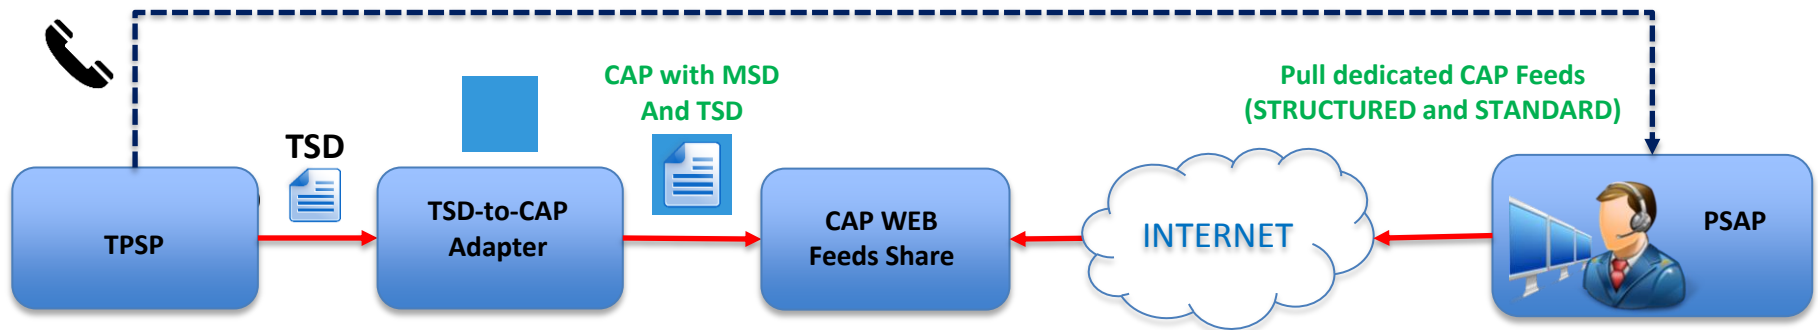 CAP with MSD
And TSD
Pull dedicated CAP Feeds
(STRUCTURED and STANDARD)
TSD
TPSP
TSD-to-CAP
Adapter
CAP WEB
Feeds Share
INTERNET
PSAP